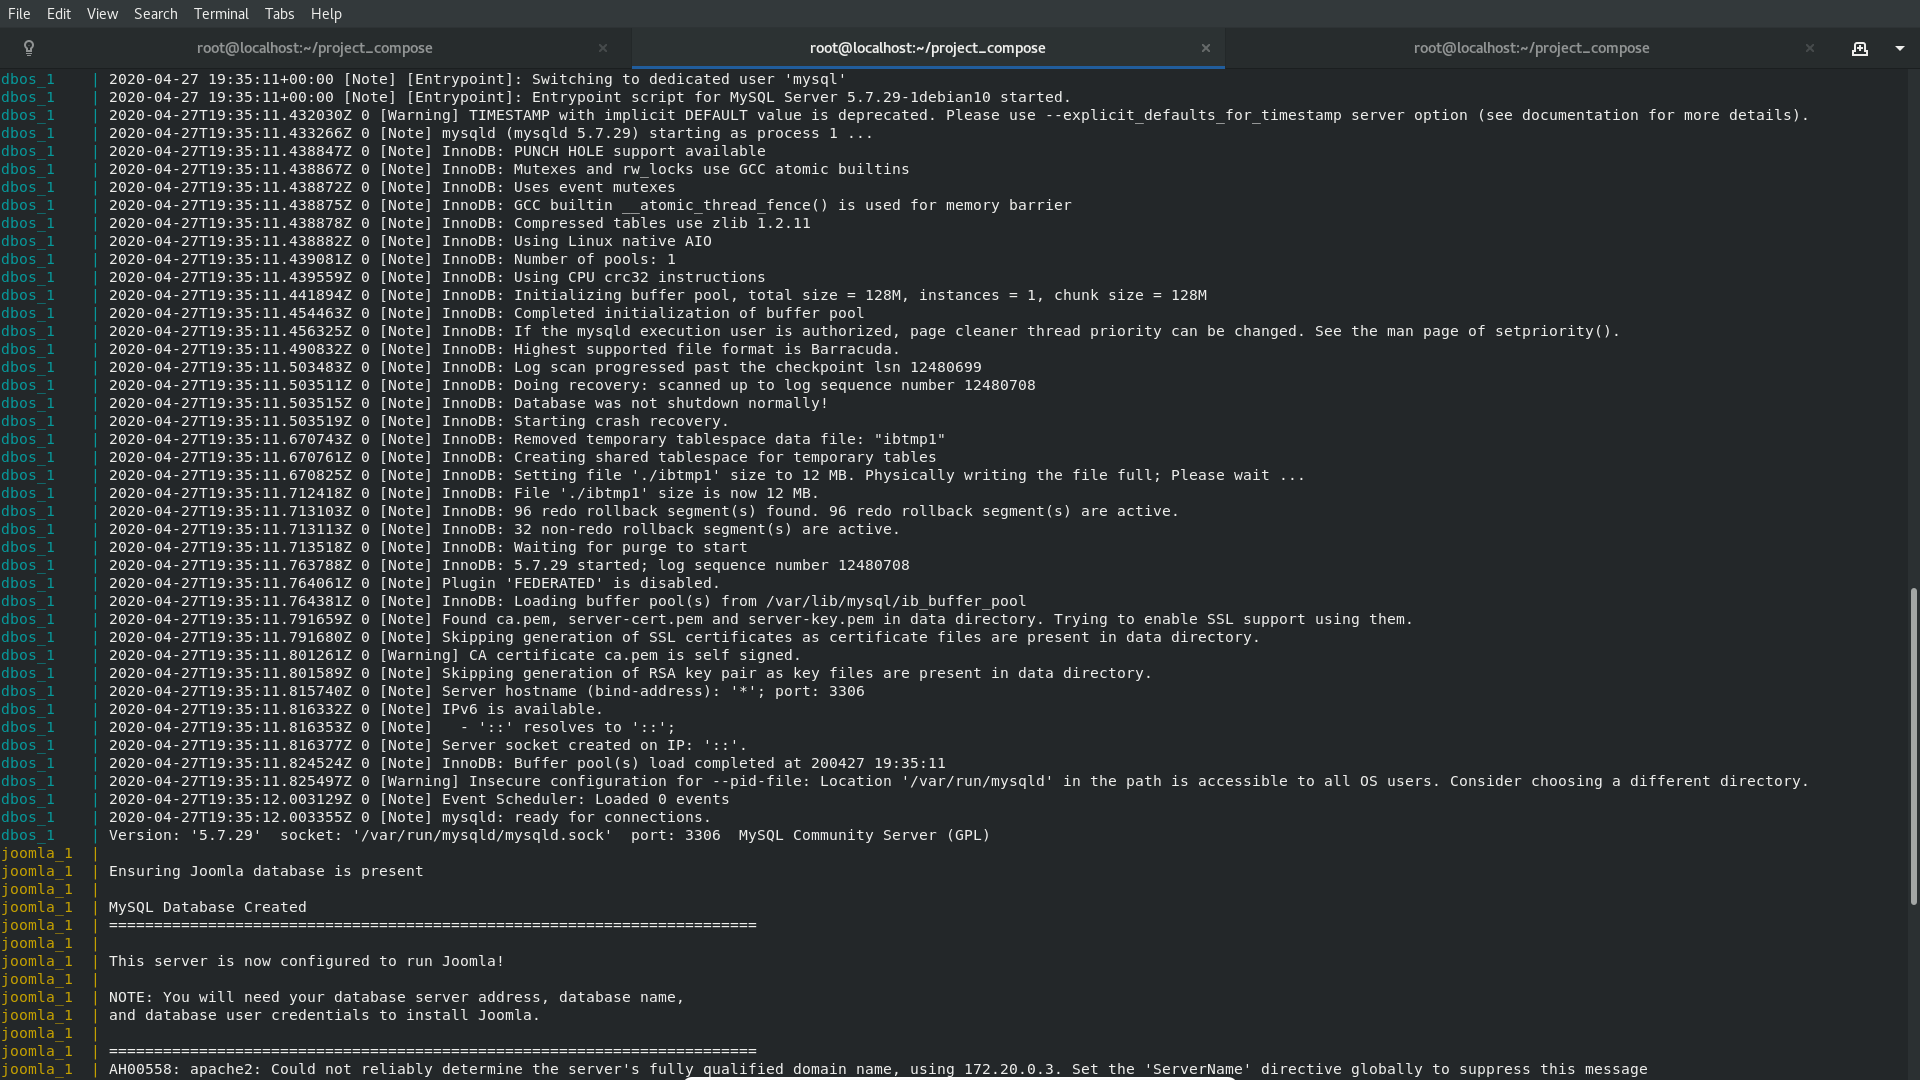 File Edit View Search Terminal Tabs Help
root@localhost:~/project_compose × root@localhost:~/project_compose × root@localhost:~/project_compose ×
dbos_1    | 2020-04-27 19:35:11+00:00 [Note] [Entrypoint]: Switching to dedicated user 'mysql'
dbos_1    | 2020-04-27 19:35:11+00:00 [Note] [Entrypoint]: Entrypoint script for MySQL Server 5.7.29-1debian10 started.
dbos_1    | 2020-04-27T19:35:11.432030Z 0 [Warning] TIMESTAMP with implicit DEFAULT value is deprecated. Please use --explicit_defaults_for_timestamp server option (see documentation for more details).
dbos_1    | 2020-04-27T19:35:11.433266Z 0 [Note] mysqld (mysqld 5.7.29) starting as process 1 ...
dbos_1    | 2020-04-27T19:35:11.438847Z 0 [Note] InnoDB: PUNCH HOLE support available
dbos_1    | 2020-04-27T19:35:11.438867Z 0 [Note] InnoDB: Mutexes and rw_locks use GCC atomic builtins
dbos_1    | 2020-04-27T19:35:11.438872Z 0 [Note] InnoDB: Uses event mutexes
dbos_1    | 2020-04-27T19:35:11.438875Z 0 [Note] InnoDB: GCC builtin __atomic_thread_fence() is used for memory barrier
dbos_1    | 2020-04-27T19:35:11.438878Z 0 [Note] InnoDB: Compressed tables use zlib 1.2.11
dbos_1    | 2020-04-27T19:35:11.438882Z 0 [Note] InnoDB: Using Linux native AIO
dbos_1    | 2020-04-27T19:35:11.439081Z 0 [Note] InnoDB: Number of pools: 1
dbos_1    | 2020-04-27T19:35:11.439559Z 0 [Note] InnoDB: Using CPU crc32 instructions
dbos_1    | 2020-04-27T19:35:11.441894Z 0 [Note] InnoDB: Initializing buffer pool, total size = 128M, instances = 1, chunk size = 128M
dbos_1    | 2020-04-27T19:35:11.454463Z 0 [Note] InnoDB: Completed initialization of buffer pool
dbos_1    | 2020-04-27T19:35:11.456325Z 0 [Note] InnoDB: If the mysqld execution user is authorized, page cleaner thread priority can be changed. See the man page of setpriority().
dbos_1    | 2020-04-27T19:35:11.490832Z 0 [Note] InnoDB: Highest supported file format is Barracuda.
dbos_1    | 2020-04-27T19:35:11.503483Z 0 [Note] InnoDB: Log scan progressed past the checkpoint lsn 12480699
dbos_1    | 2020-04-27T19:35:11.503511Z 0 [Note] InnoDB: Doing recovery: scanned up to log sequence number 12480708
dbos_1    | 2020-04-27T19:35:11.503515Z 0 [Note] InnoDB: Database was not shutdown normally!
dbos_1    | 2020-04-27T19:35:11.503519Z 0 [Note] InnoDB: Starting crash recovery.
dbos_1    | 2020-04-27T19:35:11.670743Z 0 [Note] InnoDB: Removed temporary tablespace data file: "ibtmp1"
dbos_1    | 2020-04-27T19:35:11.670761Z 0 [Note] InnoDB: Creating shared tablespace for temporary tables
dbos_1    | 2020-04-27T19:35:11.670825Z 0 [Note] InnoDB: Setting file './ibtmp1' size to 12 MB. Physically writing the file full; Please wait ...
dbos_1    | 2020-04-27T19:35:11.712418Z 0 [Note] InnoDB: File './ibtmp1' size is now 12 MB.
dbos_1    | 2020-04-27T19:35:11.713103Z 0 [Note] InnoDB: 96 redo rollback segment(s) found. 96 redo rollback segment(s) are active.
dbos_1    | 2020-04-27T19:35:11.713113Z 0 [Note] InnoDB: 32 non-redo rollback segment(s) are active.
dbos_1    | 2020-04-27T19:35:11.713518Z 0 [Note] InnoDB: Waiting for purge to start
dbos_1    | 2020-04-27T19:35:11.763788Z 0 [Note] InnoDB: 5.7.29 started; log sequence number 12480708
dbos_1    | 2020-04-27T19:35:11.764061Z 0 [Note] Plugin 'FEDERATED' is disabled.
dbos_1    | 2020-04-27T19:35:11.764381Z 0 [Note] InnoDB: Loading buffer pool(s) from /var/lib/mysql/ib_buffer_pool
dbos_1    | 2020-04-27T19:35:11.791659Z 0 [Note] Found ca.pem, server-cert.pem and server-key.pem in data directory. Trying to enable SSL support using them.
dbos_1    | 2020-04-27T19:35:11.791680Z 0 [Note] Skipping generation of SSL certificates as certificate files are present in data directory.
dbos_1    | 2020-04-27T19:35:11.801261Z 0 [Warning] CA certificate ca.pem is self signed.
dbos_1    | 2020-04-27T19:35:11.801589Z 0 [Note] Skipping generation of RSA key pair as key files are present in data directory.
dbos_1    | 2020-04-27T19:35:11.815740Z 0 [Note] Server hostname (bind-address): '*'; port: 3306
dbos_1    | 2020-04-27T19:35:11.816332Z 0 [Note] IPv6 is available.
dbos_1    | 2020-04-27T19:35:11.816353Z 0 [Note]   - '::' resolves to '::';
dbos_1    | 2020-04-27T19:35:11.816377Z 0 [Note] Server socket created on IP: '::'.
dbos_1    | 2020-04-27T19:35:11.824524Z 0 [Note] InnoDB: Buffer pool(s) load completed at 200427 19:35:11
dbos_1    | 2020-04-27T19:35:11.825497Z 0 [Warning] Insecure configuration for --pid-file: Location '/var/run/mysqld' in the path is accessible to all OS users. Consider choosing a different directory.
dbos_1    | 2020-04-27T19:35:12.003129Z 0 [Note] Event Scheduler: Loaded 0 events
dbos_1    | 2020-04-27T19:35:12.003355Z 0 [Note] mysqld: ready for connections.
dbos_1    | Version: '5.7.29'  socket: '/var/run/mysqld/mysqld.sock'  port: 3306  MySQL Community Server (GPL)
joomla_1  |
joomla_1  | Ensuring Joomla database is present
joomla_1  |
joomla_1  | MySQL Database Created
joomla_1  | ========================================================================
joomla_1  |
joomla_1  | This server is now configured to run Joomla!
joomla_1  |
joomla_1  | NOTE: You will need your database server address, database name,
joomla_1  | and database user credentials to install Joomla.
joomla_1  |
joomla_1  | ========================================================================
joomla_1  | AH00558: apache2: Could not reliably determine the server's fully qualified domain name, using 172.20.0.3. Set the 'ServerName' directive globally to suppress this message